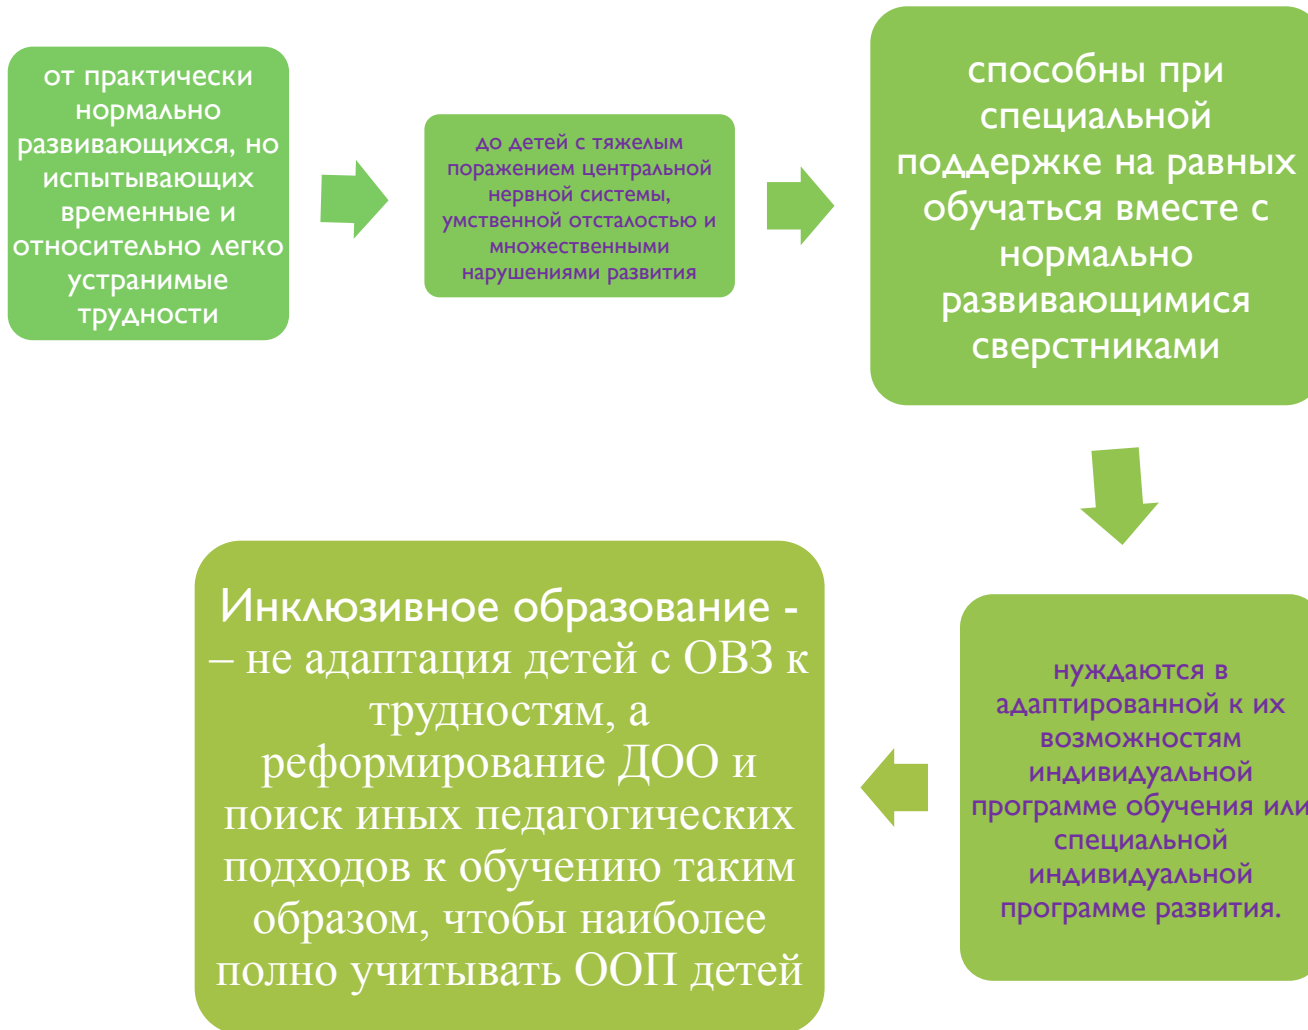 от практически
нормально
развивающихся, но
испытывающих
временные и
относительно легко
устранимые
трудности
до детей с тяжелым
поражением центральной
нервной системы,
умственной отсталостью и
множественными
нарушениями развития
способны при
специальной
поддержке на равных
обучаться вместе с
нормально
развивающимися
сверстниками
нуждаются в
адаптированной к их
возможностям
индивидуальной
программе обучения или
специальной
индивидуальной
программе развития.
Инклюзивное образование -
– не адаптация детей с ОВЗ к
трудностям, а
реформирование ДОО и
поиск иных педагогических
подходов к обучению таким
образом, чтобы наиболее
полно учитывать ООП детей